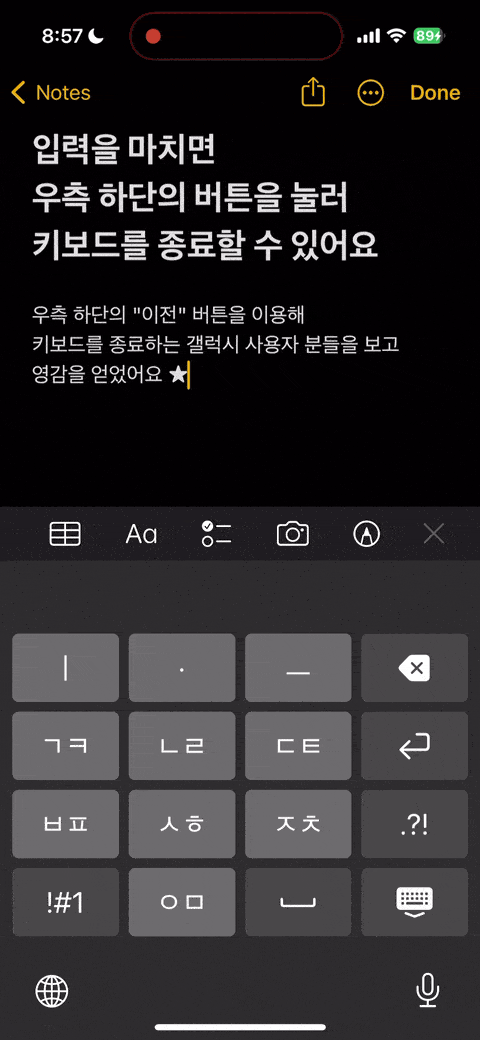 8:57
89
Notes
Done
입력을 마치면
우측 하단의 버튼을 눌러
키보드를 종료할 수 있어요
우측 하단의 "이전" 버튼을 이용해
키보드를 종료하는 갤럭시 사용자 분들을 보고
영감을 얻었어요 ★
Aa
ㅣ · ㅡ
ㄱㅋ ㄴㄹ ㄷㅌ
ㅂㅍ ㅅㅎ ㅈㅊ .?!
!#1 ㅇㅁ